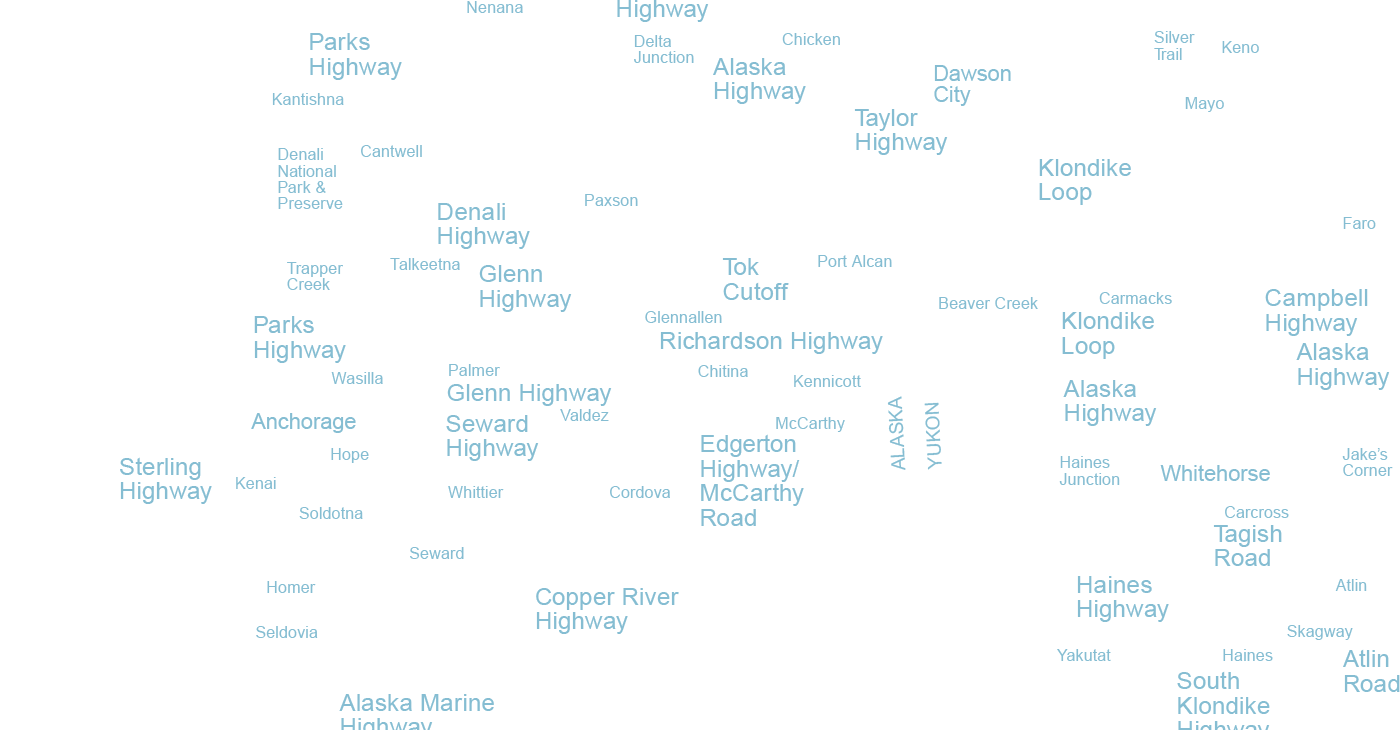 Nenana
Highway
Parks
Highway
Delta
Junction
Chicken
Silver
Trail
Keno
Alaska
Highway
Dawson
City
Kantishna
Mayo
Taylor
Highway
Denali
National
Park &
Preserve
Cantwell
Klondike
Loop
Paxson
Denali
Highway
Faro
Trapper
Creek
Talkeetna
Glenn
Highway
Tok
Cutoff
Port Alcan
Beaver Creek
Carmacks
Klondike
Loop
Campbell
Highway
Glennallen
Richardson Highway
Parks
Highway
Alaska
Highway
Wasilla
Palmer
Glenn Highway
Chitina
Kennicott
Alaska
Highway
Anchorage
Seward
Highway
Valdez
McCarthy
ALASKA
YUKON
Edgerton
Highway/
McCarthy
Road
Hope
Sterling
Highway
Kenai
Whittier
Cordova
Haines
Junction
Whitehorse
Jake's
Corner
Soldotna
Carcross
Tagish
Road
Seward
Homer
Copper River
Highway
Haines
Highway
Atlin
Seldovia
Skagway
Yakutat
Haines
Atlin
Road
South
Klondike
Highway
Alaska Marine
Highway